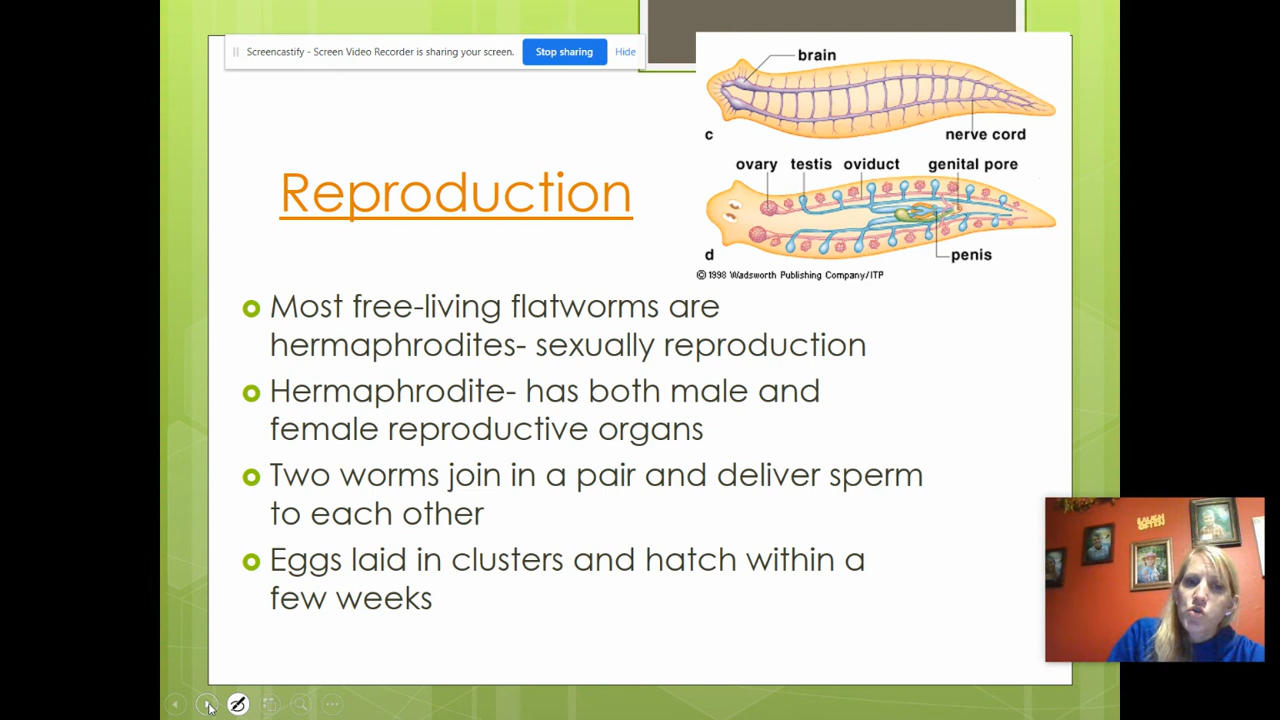 Screencastify - Screen Video Recorder is sharing your screen. Stop sharing Hide
brain
c
nerve cord
ovary testis oviduct genital pore
d
penis
© 1998 Wadsworth Publishing Company/ITP
Reproduction
Most free-living flatworms are
hermaphrodites- sexually reproduction
Hermaphrodite- has both male and
female reproductive organs
Two worms join in a pair and deliver sperm
to each other
Eggs laid in clusters and hatch within a
few weeks
LAUGH
OFTEN